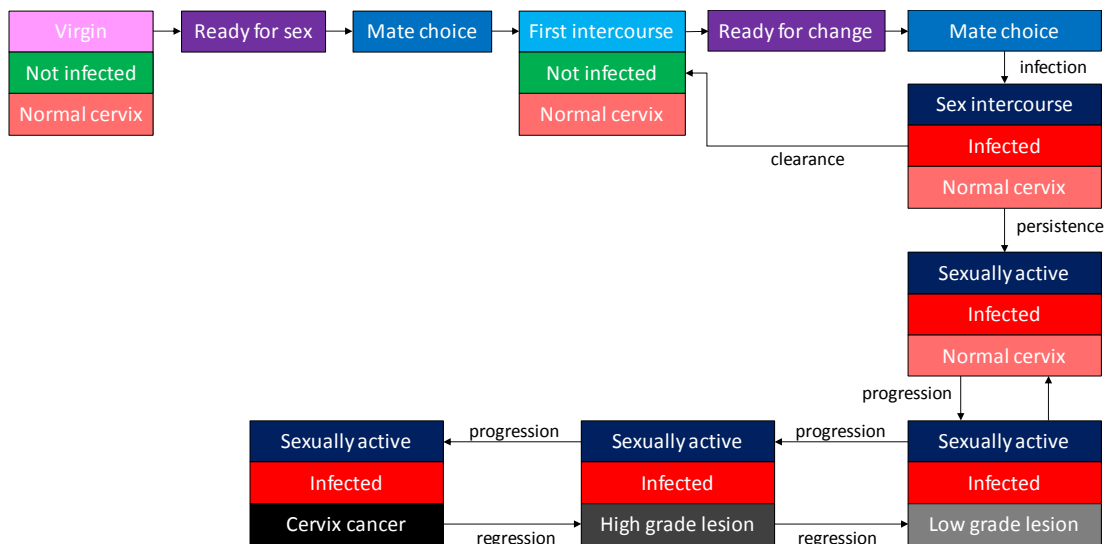 Virgin
Ready for sex
Mate choice
First intercourse
Ready for change
Mate choice
Not infected
Normal cervix
Not infected
Normal cervix
infection
Sex intercourse
Infected
Normal cervix
clearance
persistence
Sexually active
Infected
Normal cervix
progression
Sexually active
Infected
Cervix cancer
progression
Sexually active
Infected
High grade lesion
progression
Sexually active
Infected
Low grade lesion
regression
regression